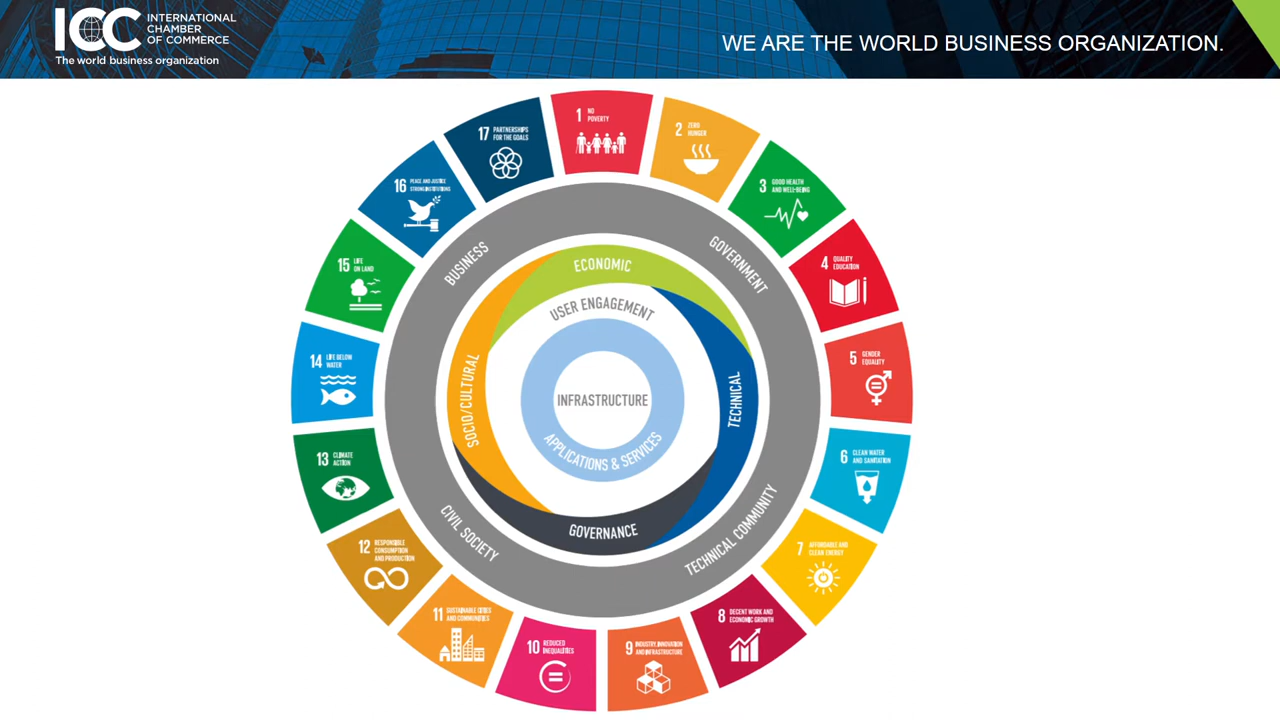 ICC INTERNATIONAL
CHAMBER
OF COMMERCE
The world business organization
WE ARE THE WORLD BUSINESS ORGANIZATION.
1 NO
POVERTY
2 ZERO
HUNGER
3 GOOD HEALTH
AND WELL-BEING
4 QUALITY
EDUCATION
5 GENDER
EQUALITY
6 CLEAN WATER
AND SANITATION
7 AFFORDABLE AND
CLEAN ENERGY
8 DECENT WORK AND
ECONOMIC GROWTH
9 INDUSTRY, INNOVATION
AND INFRASTRUCTURE
10 REDUCED
INEQUALITIES
11 SUSTAINABLE CITIES
AND COMMUNITIES
12 RESPONSIBLE
CONSUMPTION
AND PRODUCTION
13 CLIMATE
ACTION
14 LIFE BELOW
WATER
15 LIFE
ON LAND
16 PEACE AND JUSTICE
STRONG INSTITUTIONS
17 PARTNERSHIPS
FOR THE GOALS
BUSINESS
GOVERNMENT
TECHNICAL COMMUNITY
CIVIL SOCIETY
ECONOMIC
TECHNICAL
GOVERNANCE
SOCIO/CULTURAL
USER ENGAGEMENT
INFRASTRUCTURE
APPLICATIONS & SERVICES